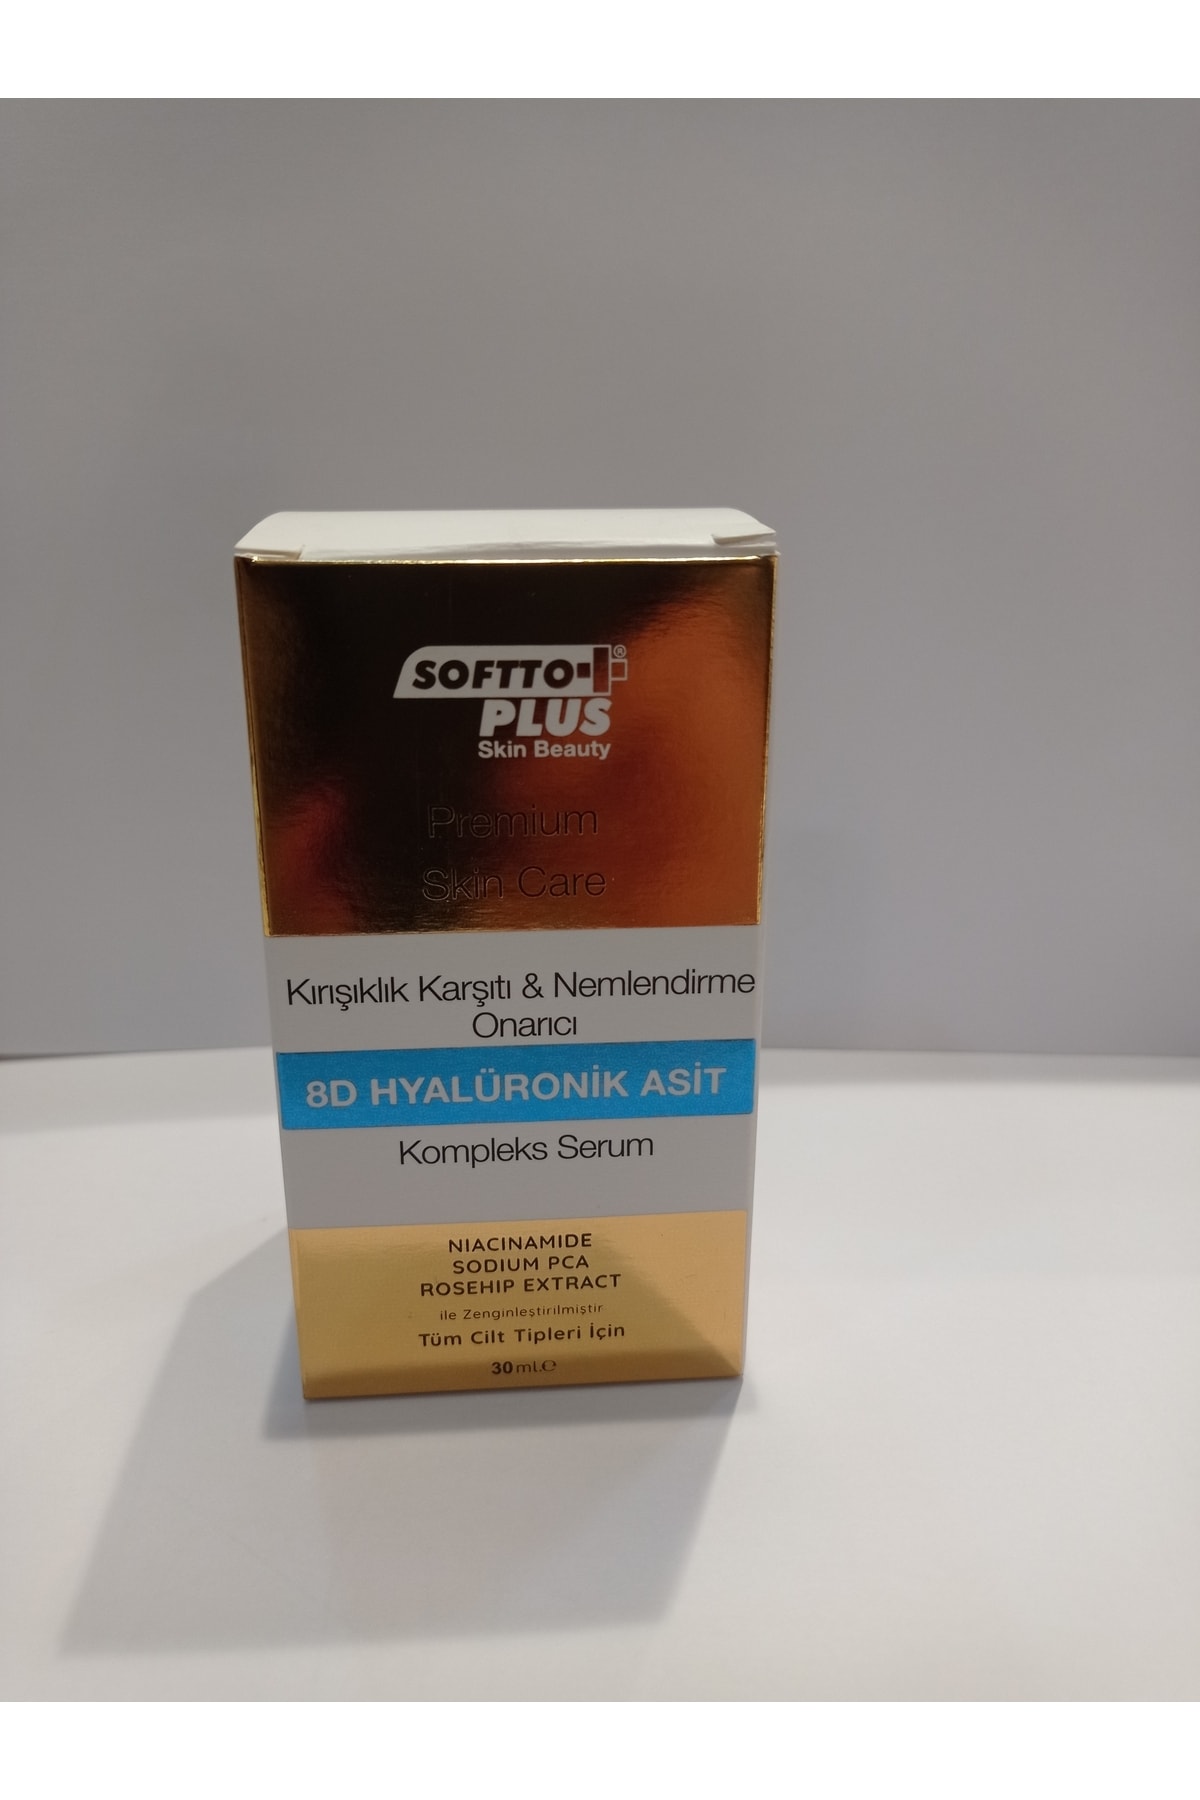 SOFTTO
®
PLUS
Skin Beauty
Premium
Skin Care
Kırışıklık Karşıtı & Nemlendirme
Onarıcı
8D HYALÜRONİK ASİT
Kompleks Serum
NIACINAMIDE
SODIUM PCA
ROSEHIP EXTRACT
ile Zenginleştirilmiştir
Tüm Cilt Tipleri İçin
30 ml.℮